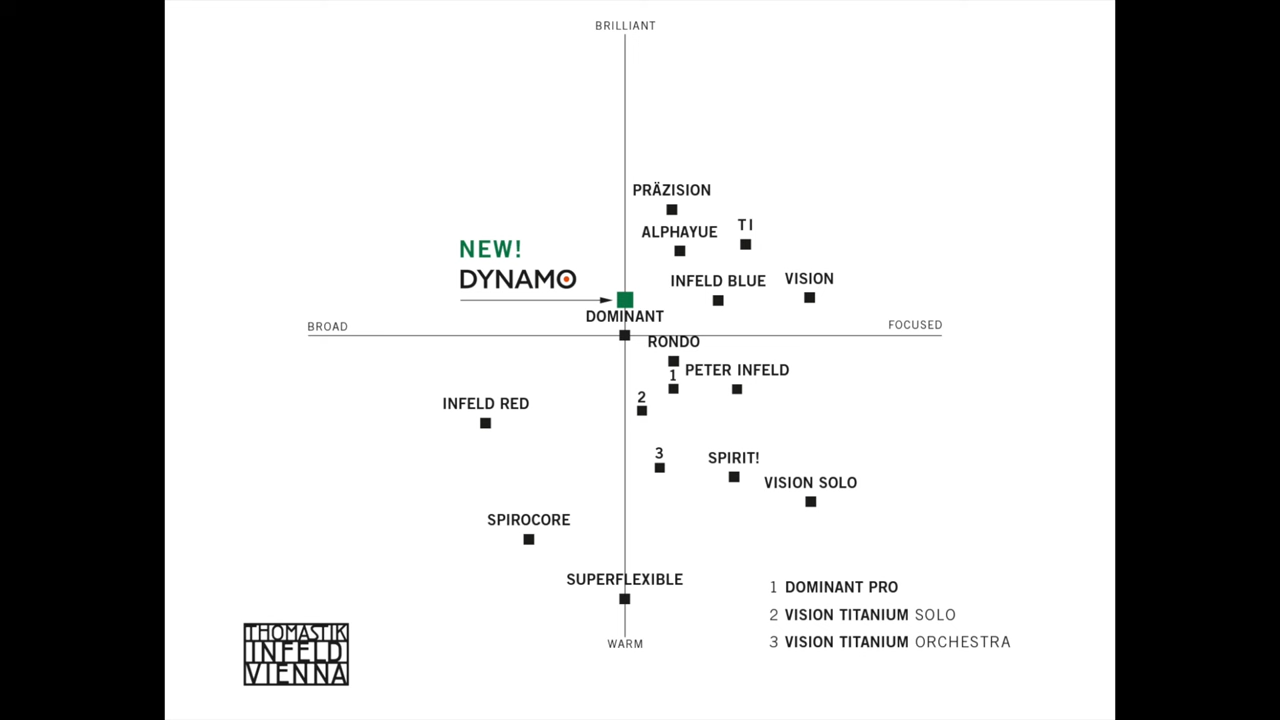 BRILLIANT
PRÄZISION
TI
ALPHAYUE
NEW!
DYNAMO
INFELD BLUE
VISION
DOMINANT
BROAD
FOCUSED
RONDO
1
PETER INFELD
2
INFELD RED
3
SPIRIT!
VISION SOLO
SPIROCORE
SUPERFLEXIBLE
WARM
1 DOMINANT PRO
2 VISION TITANIUM SOLO
3 VISION TITANIUM ORCHESTRA
THOMASTIK
INFELD
VIENNA